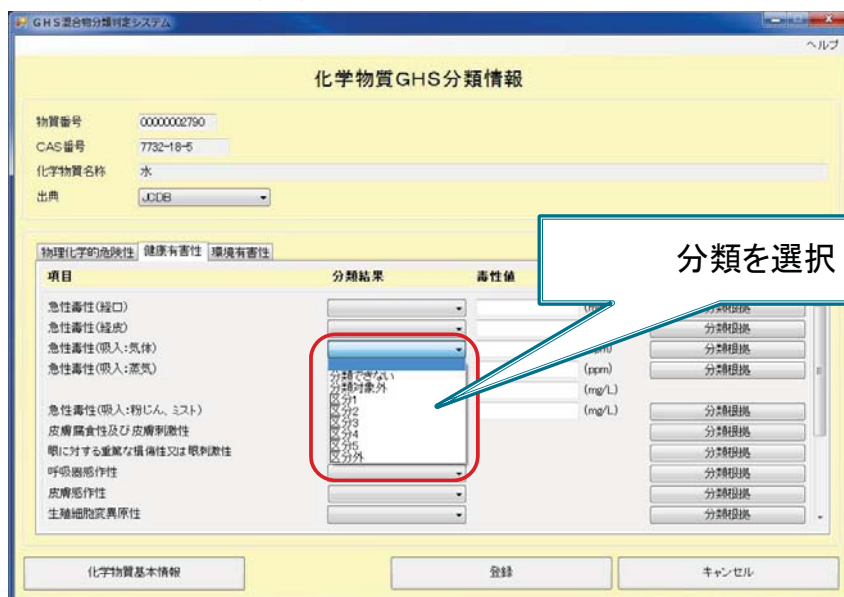 GHS混合物分類判定システム
ヘルプ
化学物質GHS分類情報
物質番号 00000002790
CAS番号 7732-18-5
化学物質名称 水
出典 JCDB
物理化学的危険性 健康有害性 環境有害性
項目 分類結果 毒性値
分類を選択
急性毒性(経口) 分類根拠
急性毒性(経皮) 分類根拠
急性毒性(吸入:気体) 分類根拠
急性毒性(吸入:蒸気) (ppm) 分類根拠
(mg/L)
急性毒性(吸入:粉じん、ミスト) (mg/L) 分類根拠
皮膚腐食性及び皮膚刺激性 分類根拠
眼に対する重篤な損傷性又は眼刺激性 分類根拠
呼吸器感作性 分類根拠
皮膚感作性 分類根拠
生殖細胞変異原性 分類根拠
分類できない
分類対象外
区分1
区分2
区分3
区分4
区分5
区分外
化学物質基本情報 登録 キャンセル